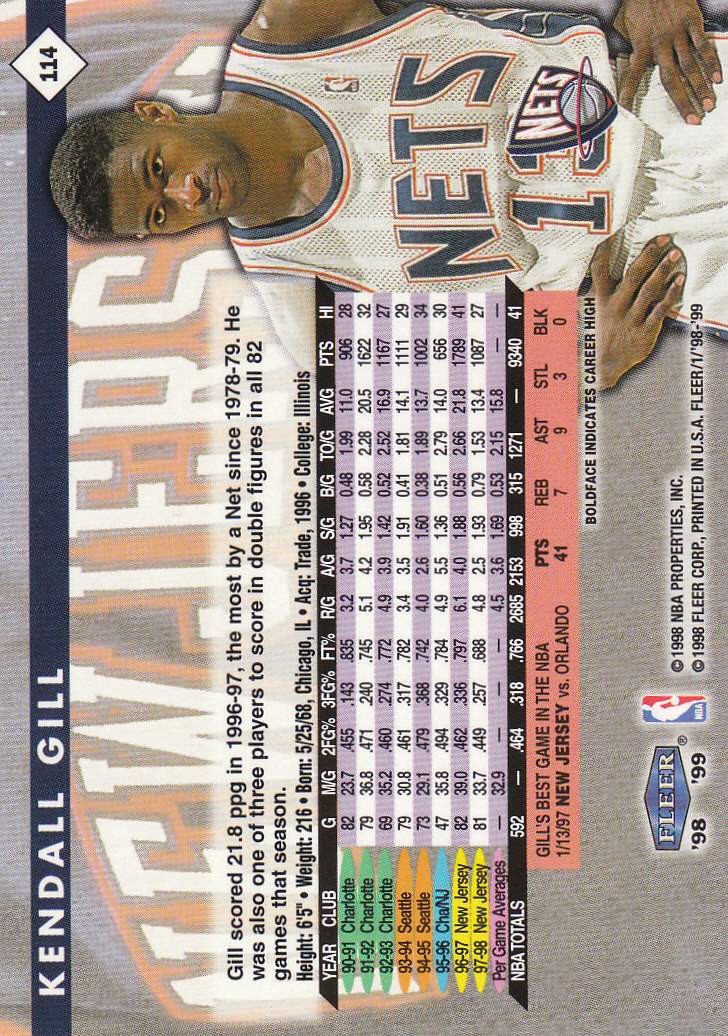 KENDALL GILL
114
NETS
13
NETS
Gill scored 21.8 ppg in 1996-97, the most by a Net since 1978-79. He
was also one of three players to score in double figures in all 82
games that season.
Height: 6'5" • Weight: 216 • Born: 5/25/68, Chicago, IL • Acq: Trade, 1996 • College: Illinois
YEAR CLUB G M/G 2FG% 3FG% FT% R/G A/G S/G B/G TO/G AVG PTS HI
90-91 Charlotte 82 23.7 .455 .143 .835 3.2 3.7 1.27 0.48 1.99 11.0 906 28
91-92 Charlotte 79 36.8 .471 .240 .745 5.1 4.2 1.95 0.58 2.28 20.5 1622 32
92-93 Charlotte 69 35.2 .460 .274 .772 4.9 3.9 1.42 0.52 2.52 16.9 1167 27
93-94 Seattle 79 30.8 .461 .317 .782 3.4 3.5 1.91 0.41 1.81 14.1 1111 29
94-95 Seattle 73 29.1 .479 .368 .742 4.0 2.6 1.60 0.38 1.89 13.7 1002 34
95-96 Cha/NJ 47 35.8 .494 .329 .784 4.9 5.5 1.36 0.51 2.79 14.0 656 30
96-97 New Jersey 82 39.0 .462 .336 .797 6.1 4.0 1.88 0.56 2.66 21.8 1789 41
97-98 New Jersey 81 33.7 .449 .257 .688 4.8 2.5 1.93 0.79 1.53 13.4 1087 27
Per Game Averages — 32.9 — — — 4.5 3.6 1.69 0.53 2.15 15.8 — —
NBA TOTALS 592 — .464 .318 .766 2685 2153 998 315 1271 — 9340 41
GILL'S BEST GAME IN THE NBA PTS REB AST STL BLK
1/13/97 NEW JERSEY vs. ORLANDO 41 7 9 3 0
BOLDFACE INDICATES CAREER HIGH
FLEER®
'98 '99
NBA
©1998 NBA PROPERTIES, INC.
©1998 FLEER CORP., PRINTED IN U.S.A. FLEER/1/'98-'99